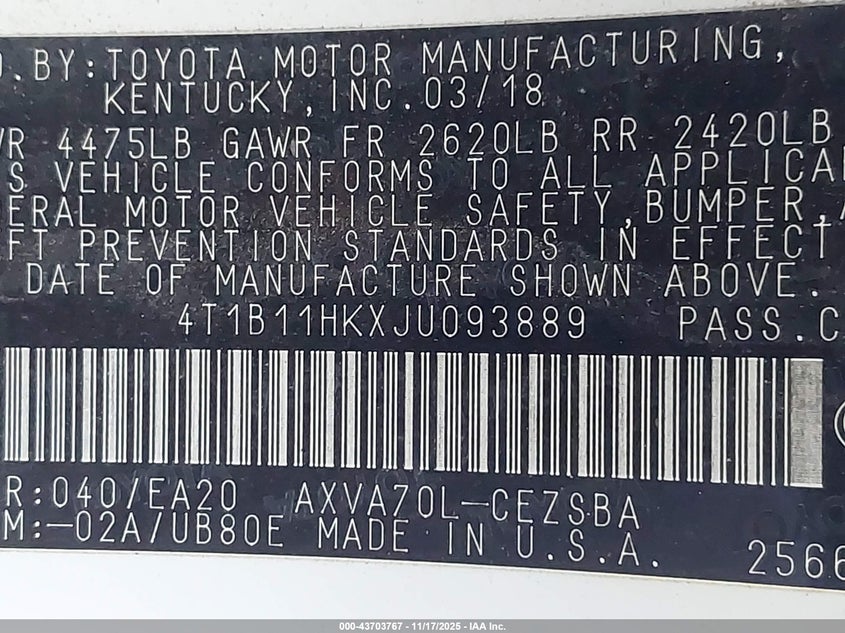 D. BY: TOYOTA MOTOR MANUFACTURING,
KENTUCKY, INC. 03/18
VR 4475LB GAWR FR 2620LB RR 2420LB
S VEHICLE CONFORMS TO ALL APPLICA
ERAL MOTOR VEHICLE SAFETY, BUMPER,
FT PREVENTION STANDARDS IN EFFECT
DATE OF MANUFACTURE SHOWN ABOVE.
4T1B11HKXJU093889 PASS.C
R:040/EA20 AXVA70L-CEZSBA
M:-02A/UB80E MADE IN U.S.A.
2566
000-43703767 - 11/17/2025 - IAA Inc.